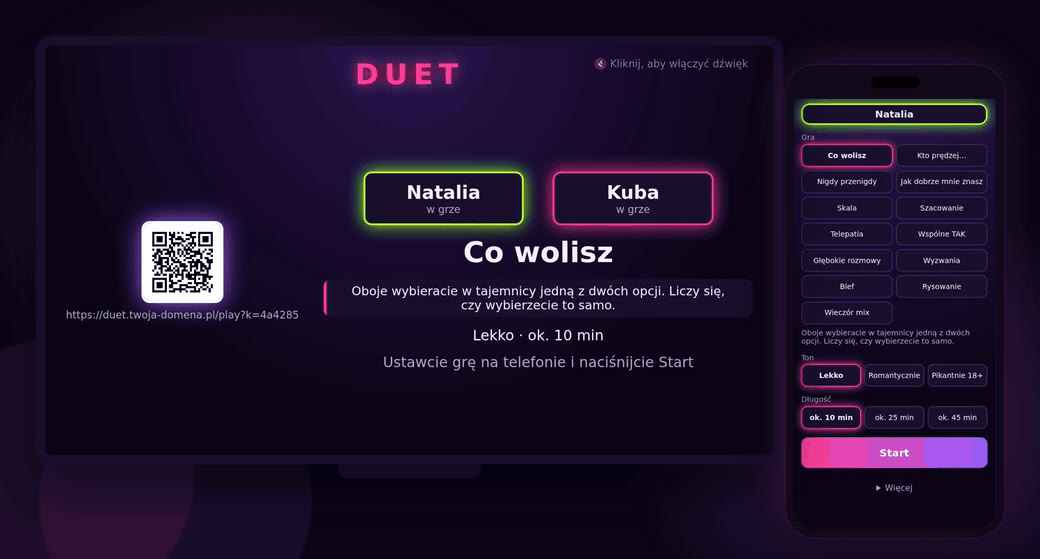 DUET
Kliknij, aby włączyć dźwięk
Natalia
w grze
Kuba
w grze
Co wolisz
Oboje wybieracie w tajemnicy jedną z dwóch opcji. Liczy się,
czy wybierzecie to samo.
Lekko · ok. 10 min
Ustawcie grę na telefonie i naciśnijcie Start
https://duet.twoja-domena.pl/play?k=4a4285
Natalia
Gra
Co wolisz
Kto prędzej...
Nigdy przenigdy
Jak dobrze mnie znasz
Skala
Szacowanie
Telepatia
Wspólne TAK
Głębokie rozmowy
Wyzwania
Blef
Rysowanie
Wieczór mix
Oboje wybieracie w tajemnicy jedną z dwóch
opcji. Liczy się, czy wybierzecie to samo.
Ton
Lekko
Romantycznie
Pikantnie 18+
Długość
ok. 10 min
ok. 25 min
ok. 45 min
Start
▶ Więcej